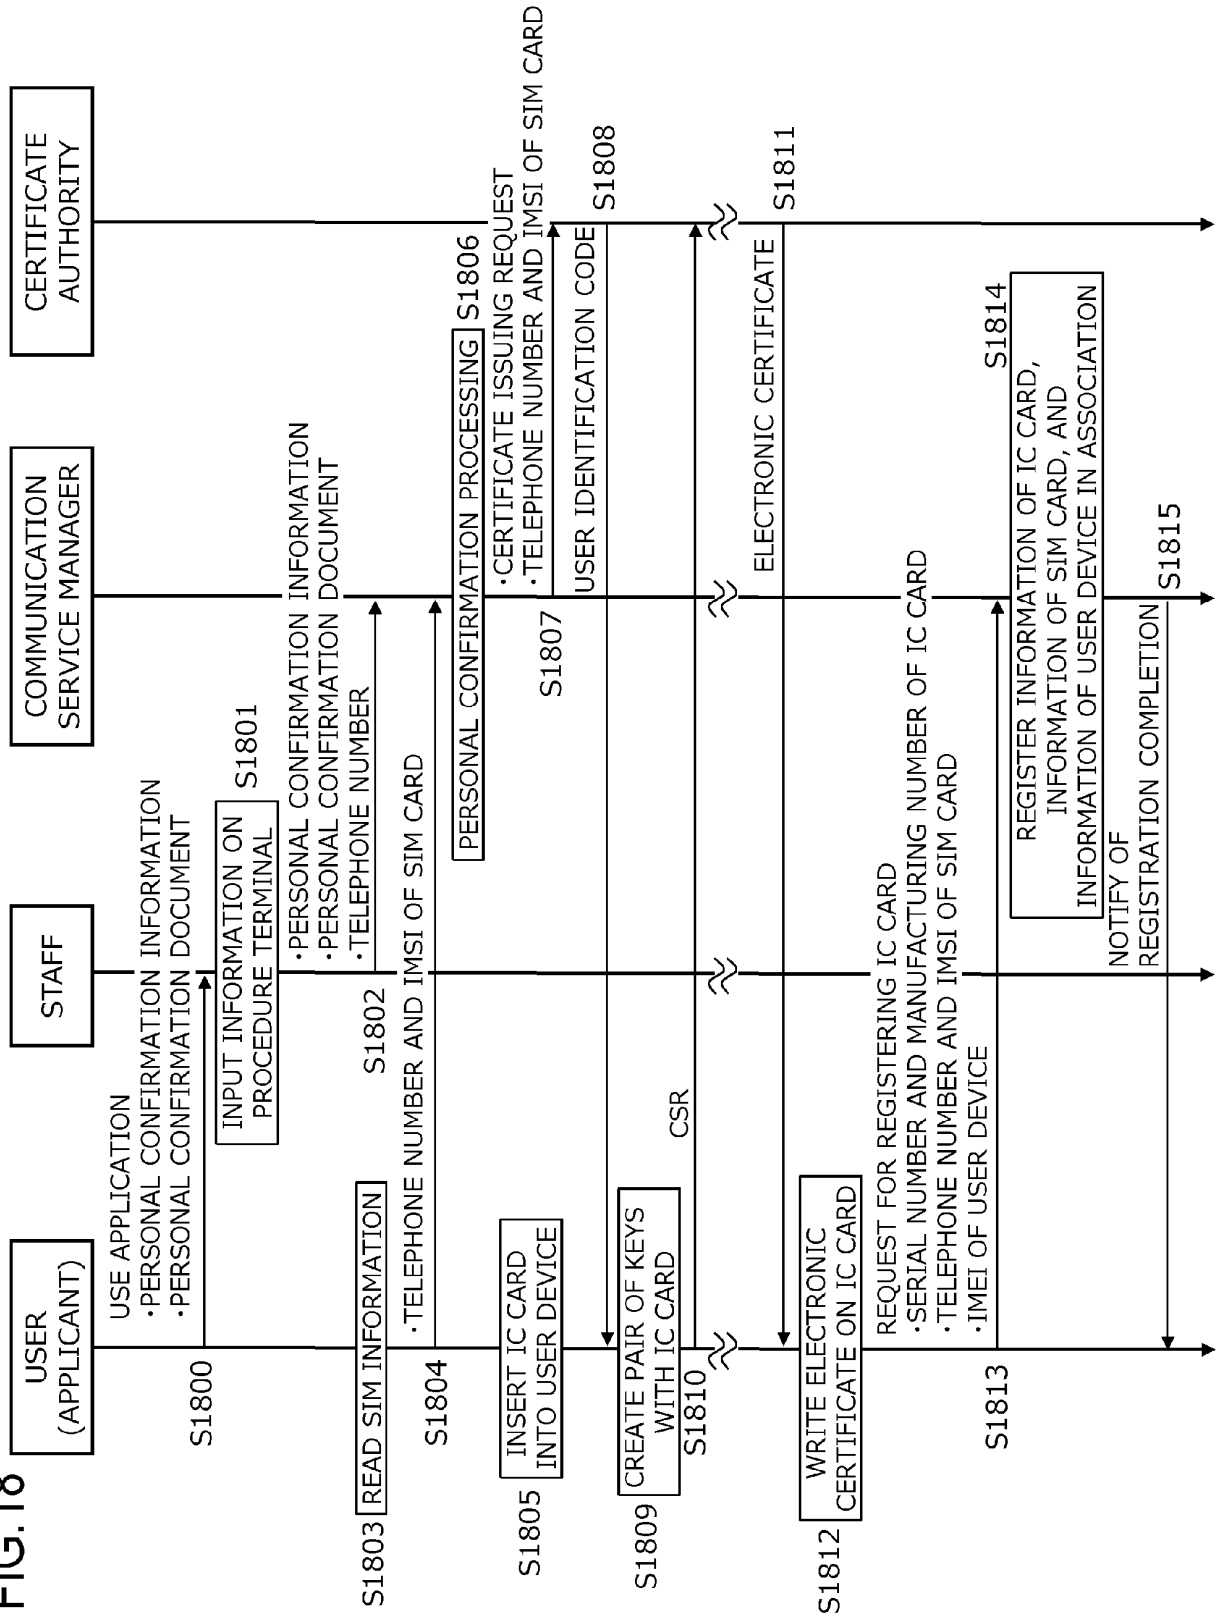 FIG. 18
USER
(APPLICANT)
STAFF
COMMUNICATION
SERVICE MANAGER
CERTIFICATE
AUTHORITY
USE APPLICATION
・PERSONAL CONFIRMATION INFORMATION
・PERSONAL CONFIRMATION DOCUMENT
S1800
S1801
INPUT INFORMATION ON
PROCEDURE TERMINAL
・PERSONAL CONFIRMATION INFORMATION
・PERSONAL CONFIRMATION DOCUMENT
・TELEPHONE NUMBER
S1802
S1803
READ SIM INFORMATION
・TELEPHONE NUMBER AND IMSI OF SIM CARD
S1804
PERSONAL CONFIRMATION PROCESSING
S1806
S1805
INSERT IC CARD
INTO USER DEVICE
・CERTIFICATE ISSUING REQUEST
・TELEPHONE NUMBER AND IMSI OF SIM CARD
S1807
USER IDENTIFICATION CODE
S1808
S1809
CREATE PAIR OF KEYS
WITH IC CARD
CSR
S1810
ELECTRONIC CERTIFICATE
S1811
S1812
WRITE ELECTRONIC
CERTIFICATE ON IC CARD
REQUEST FOR REGISTERING IC CARD
・SERIAL NUMBER AND MANUFACTURING NUMBER OF IC CARD
・TELEPHONE NUMBER AND IMSI OF SIM CARD
・IMEI OF USER DEVICE
S1813
S1814
REGISTER INFORMATION OF IC CARD,
INFORMATION OF SIM CARD, AND
INFORMATION OF USER DEVICE IN ASSOCIATION
NOTIFY OF
REGISTRATION COMPLETION
S1815